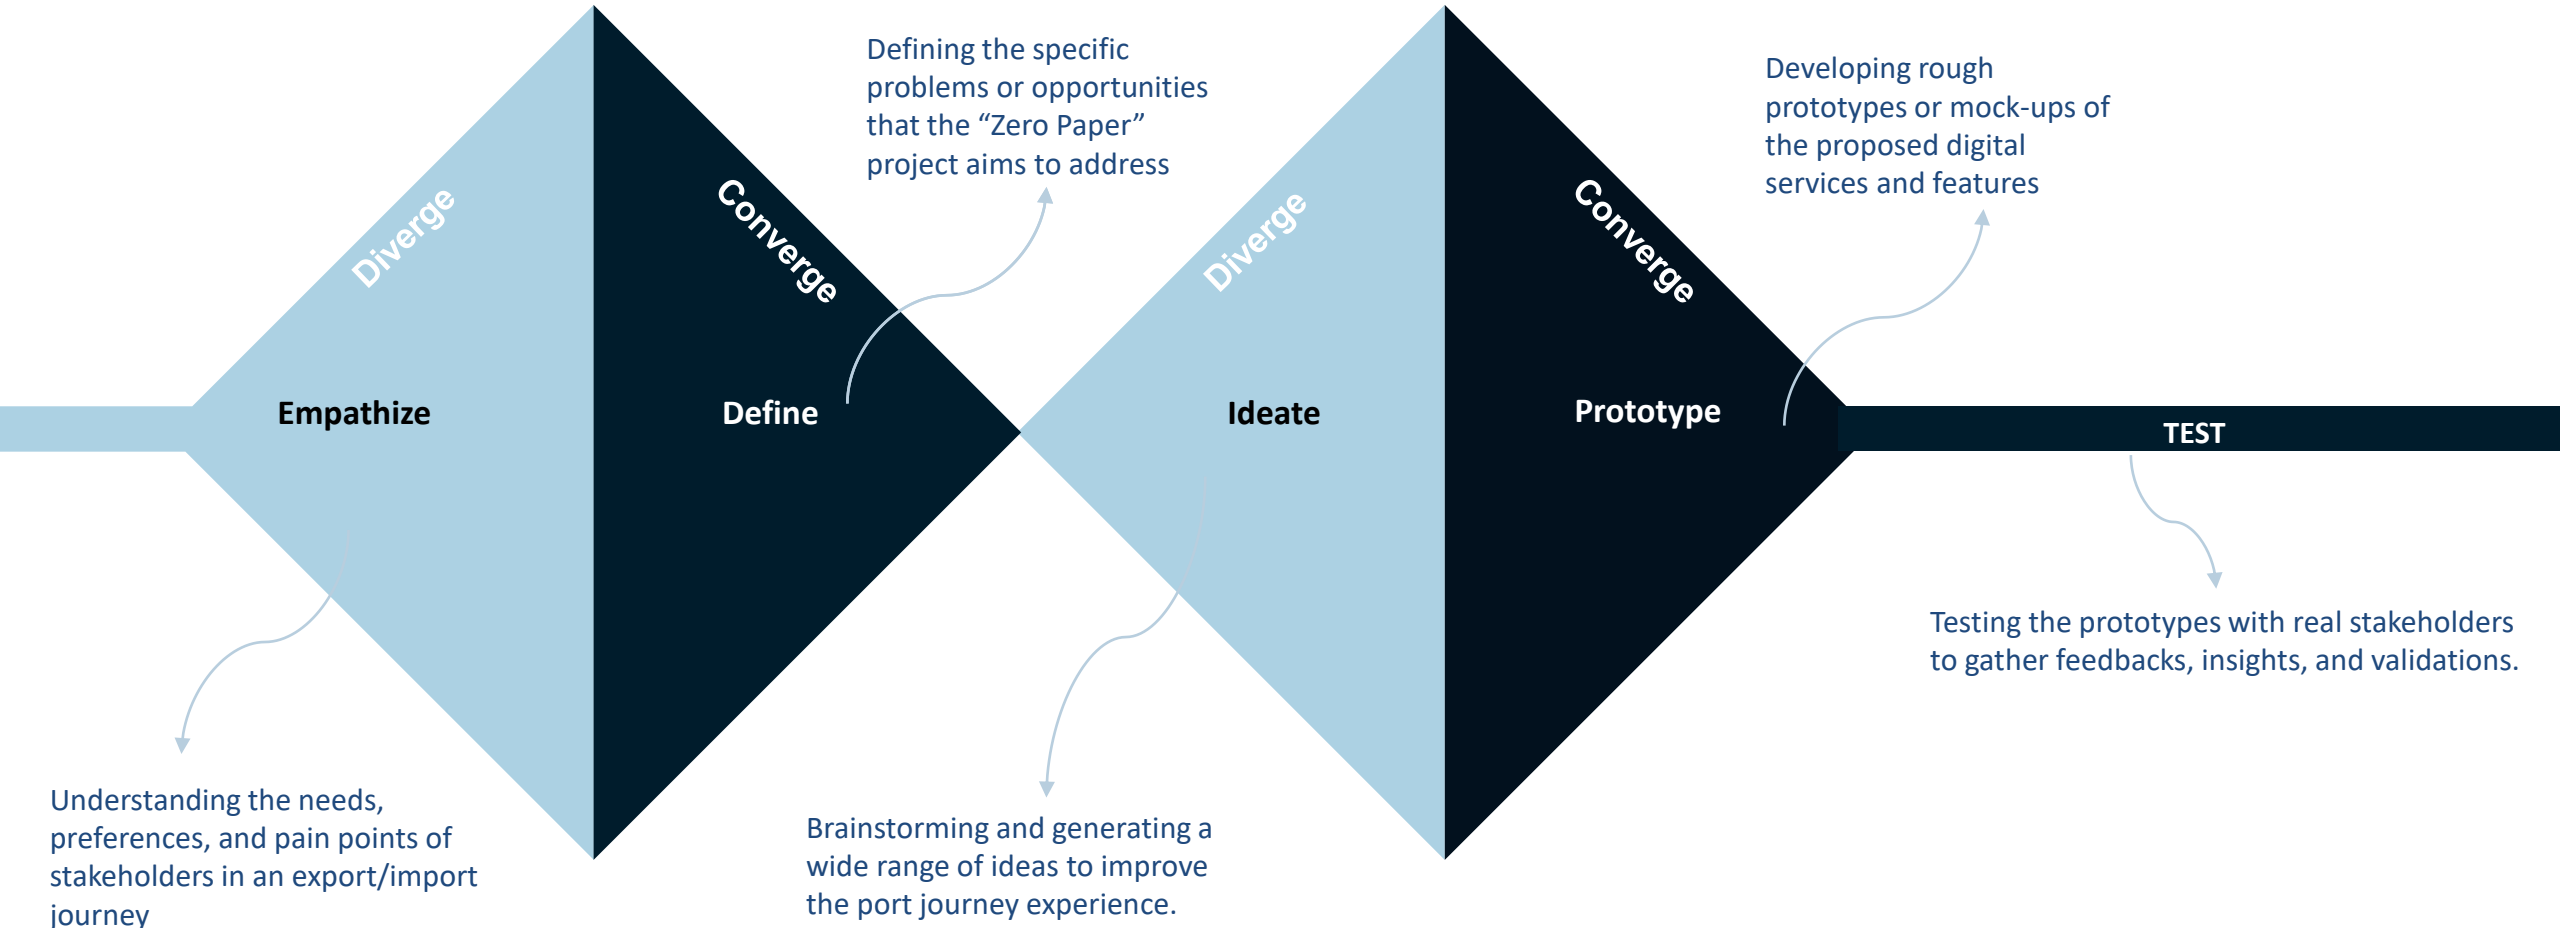 Defining the specific
problems or opportunities
that the “Zero Paper”
project aims to address
Developing rough
prototypes or mock-ups of
the proposed digital
services and features
Diverge
Converge
Diverge
Converge
Empathize
Define
Ideate
Prototype
TEST
Testing the prototypes with real stakeholders
to gather feedbacks, insights, and validations.
Understanding the needs,
preferences, and pain points of
stakeholders in an export/import
journey
Brainstorming and generating a
wide range of ideas to improve
the port journey experience.